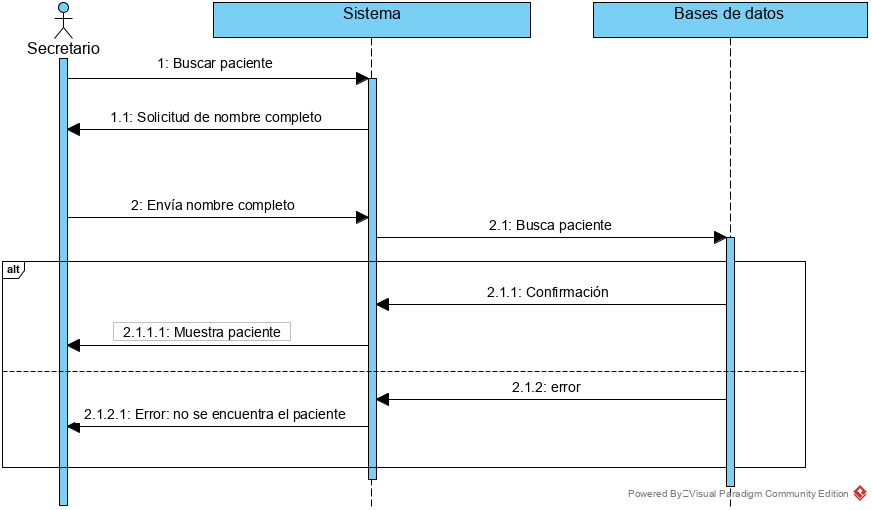 Sistema
Bases de datos
Secretario
1: Buscar paciente
1.1: Solicitud de nombre completo
2: Envía nombre completo
2.1: Busca paciente
alt
2.1.1: Confirmación
2.1.1.1: Muestra paciente
2.1.2: error
2.1.2.1: Error: no se encuentra el paciente
Powered By Visual Paradigm Community Edition